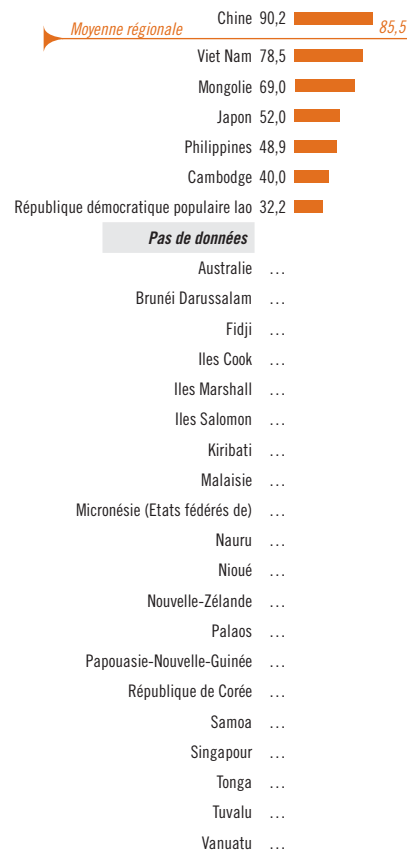 Chine 90,2
Moyenne régionale 85,5
Viet Nam 78,5
Mongolie 69,0
Japon 52,0
Philippines 48,9
Cambodge 40,0
République démocratique populaire lao 32,2
Pas de données
Australie ...
Brunéi Darussalam ...
Fidji ...
Iles Cook ...
Iles Marshall ...
Iles Salomon ...
Kiribati ...
Malaisie ...
Micronésie (Etats fédérés de) ...
Nauru ...
Nioué ...
Nouvelle-Zélande ...
Palaos ...
Papouasie-Nouvelle-Guinée ...
République de Corée ...
Samoa ...
Singapour ...
Tonga ...
Tuvalu ...
Vanuatu ...